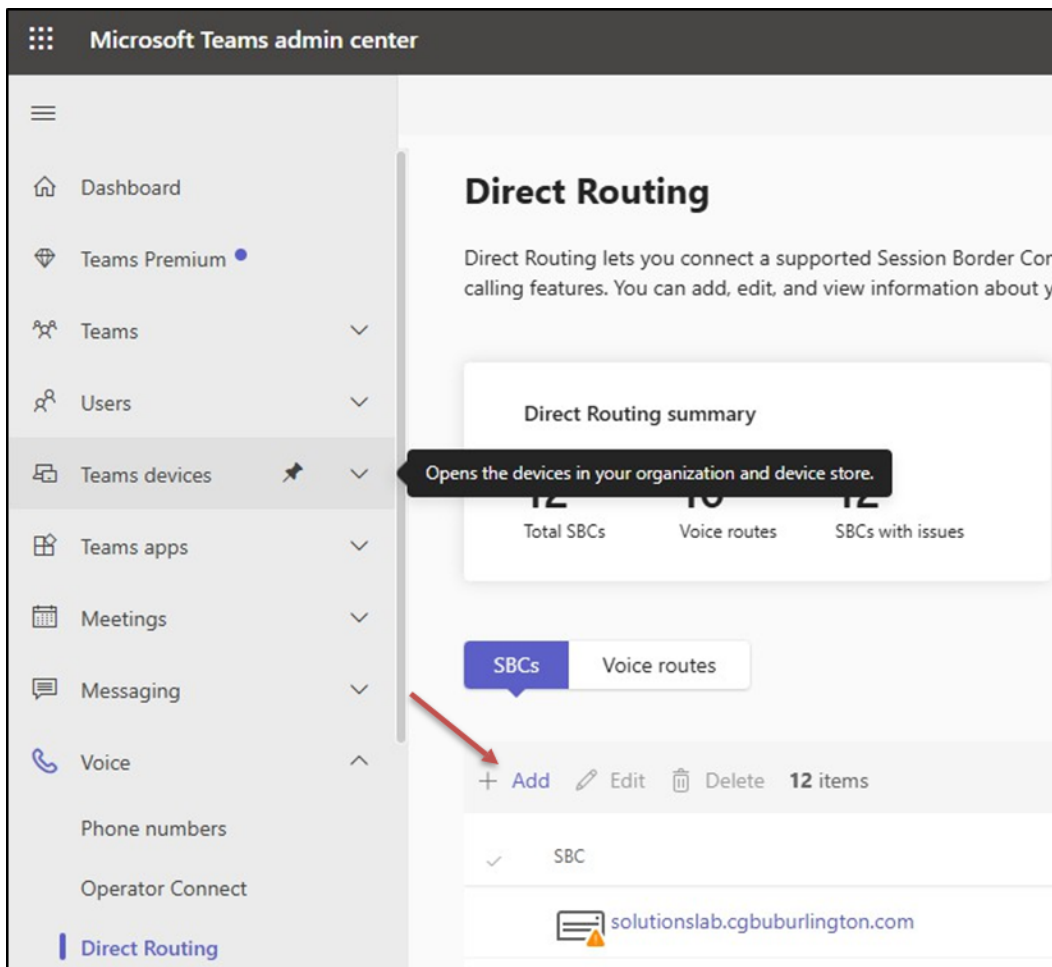 Microsoft Teams admin center
Dashboard
Teams Premium
Teams
Users
Teams devices
Teams apps
Meetings
Messaging
Voice
Phone numbers
Operator Connect
Direct Routing
Direct Routing
Direct Routing lets you connect a supported Session Border
calling features. You can add, edit, and view information about
Direct Routing summary
Opens the devices in your organization and device store.
Total SBCs Voice routes SBCs with issues
SBCs Voice routes
+ Add Edit Delete 12 items
SBC
solutionslab.cgbuburlington.com